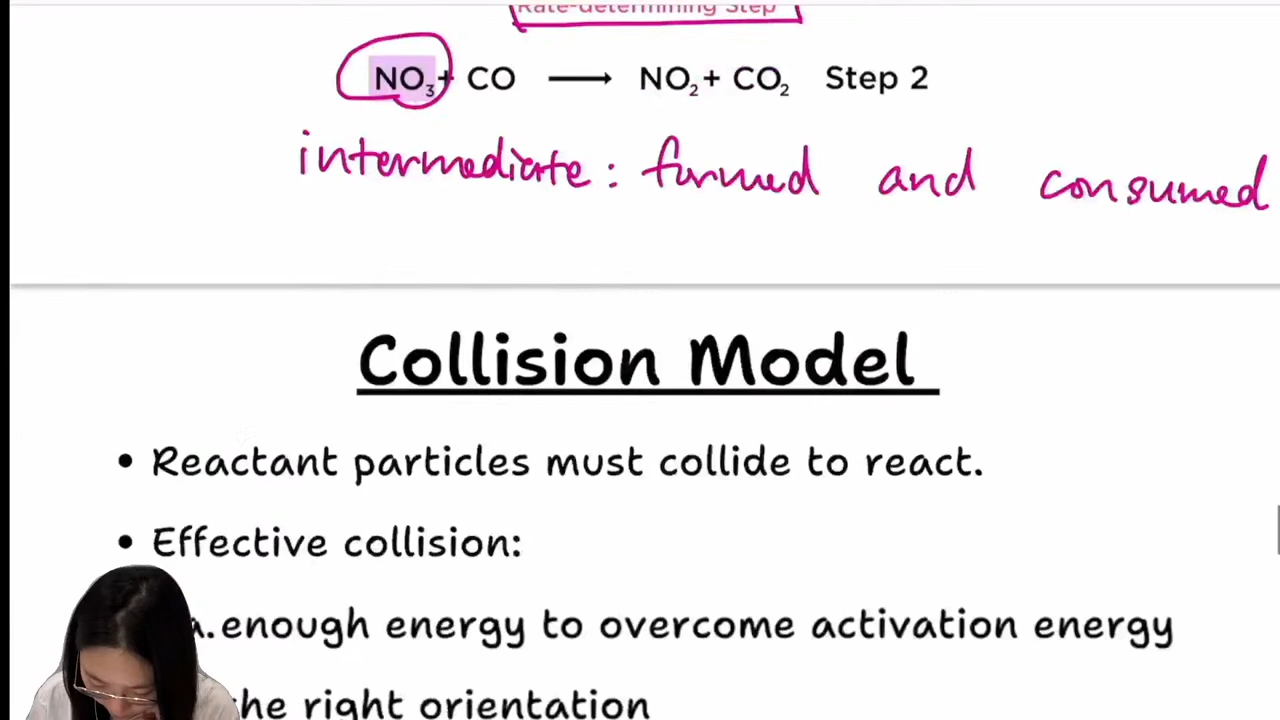 Rate-determining Step
NO₃ + CO ⟶ NO₂ + CO₂ Step 2
intermediate: formed and consumed
Collision Model
• Reactant particles must collide to react.
• Effective collision:
a. enough energy to overcome activation energy
the right orientation